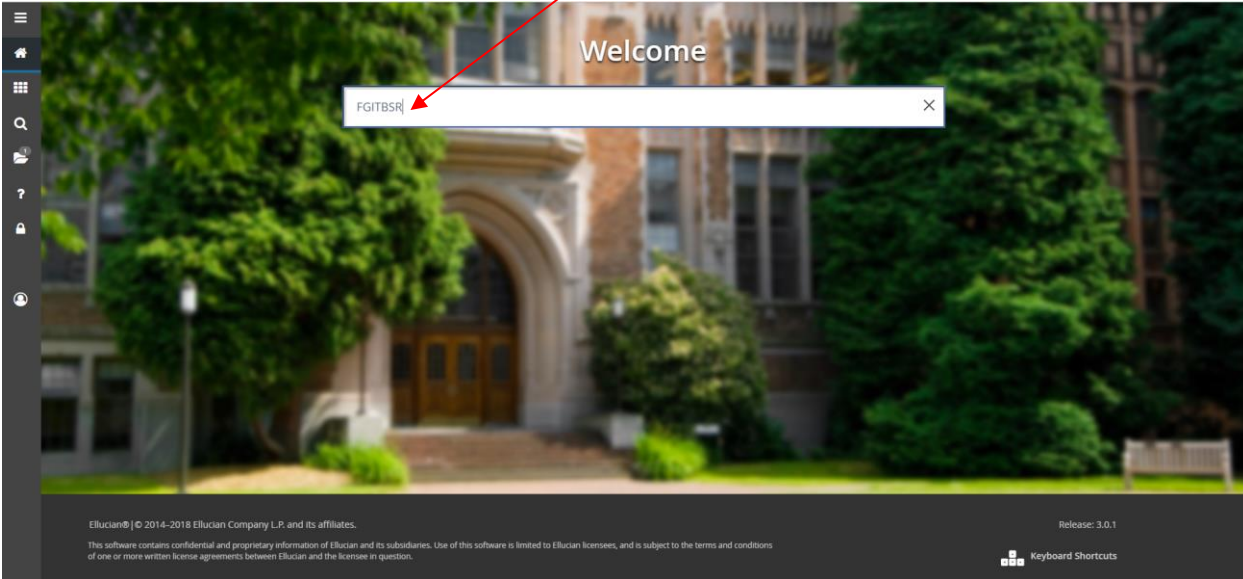 Welcome
FGITBSR
Ellucian®|© 2014–2018 Ellucian Company L.P. and its affiliates.
Release: 3.0.1
This software contains confidential and proprietary information of Ellucian and its subsidiaries. Use of this software is limited to Ellucian licensees, and is subject to the terms and conditions
of one or more written license agreements between Ellucian and the licensee in question.
Keyboard Shortcuts